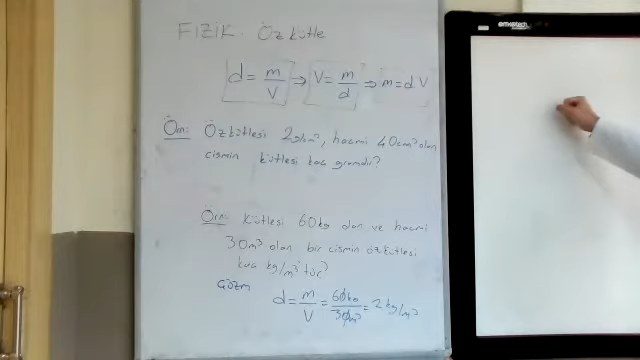 FIZIK. Özkütle
d = m/V ⇒ V = m/d ⇒ m = d V
Örn: Özkütlesi 2g/cm³, hacmi 40cm³ olan
cismin kütlesi kaç gramdır?
Örn: Kütlesi 60kg olan ve hacmi
30m³ olan bir cismin özkütlesi
kaç kg/m³ tür?
Çözm
d = m/V = 60kg/30m³ = 2 kg/m³